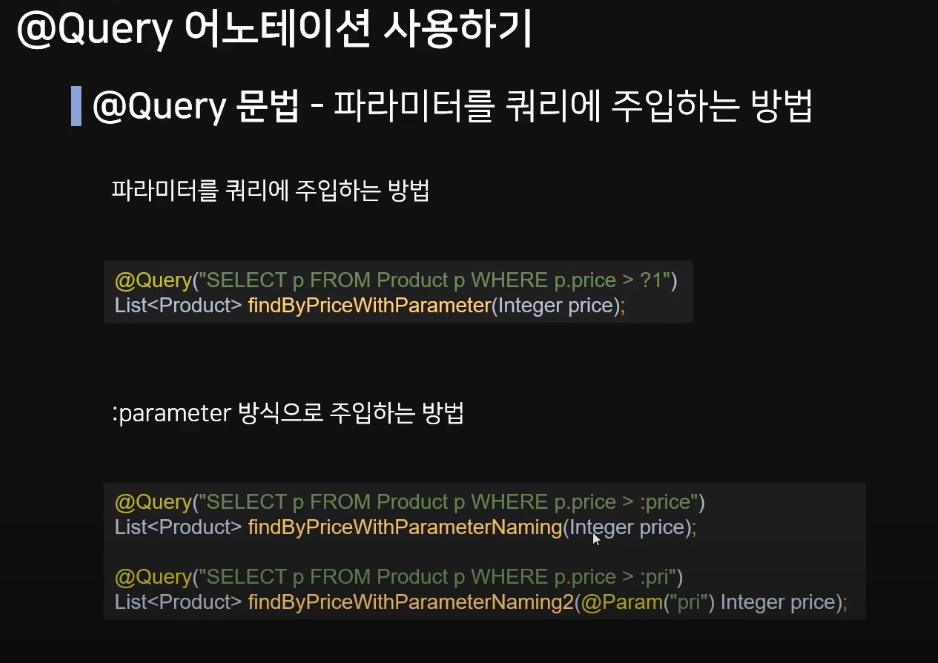 @Query 어노테이션 사용하기
@Query 문법 - 파라미터를 쿼리에 주입하는 방법
파라미터를 쿼리에 주입하는 방법
@Query("SELECT p FROM Product p WHERE p.price > ?1")
List<Product> findByPriceWithParameter(Integer price);
:parameter 방식으로 주입하는 방법
@Query("SELECT p FROM Product p WHERE p.price > :price")
List<Product> findByPriceWithParameterNaming(Integer price);
@Query("SELECT p FROM Product p WHERE p.price > :pri")
List<Product> findByPriceWithParameterNaming2(@Param("pri") Integer price);